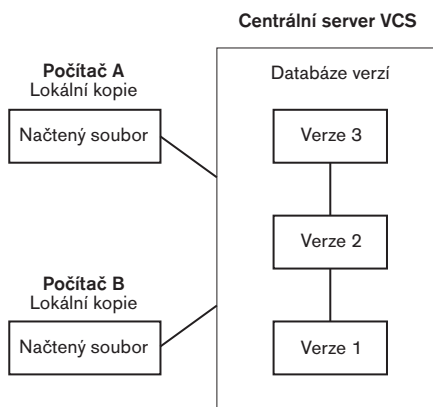 Centrální server VCS
Počítač A
Lokální kopie
Načtený soubor
Počítač B
Lokální kopie
Načtený soubor
Databáze verzí
Verze 3
Verze 2
Verze 1